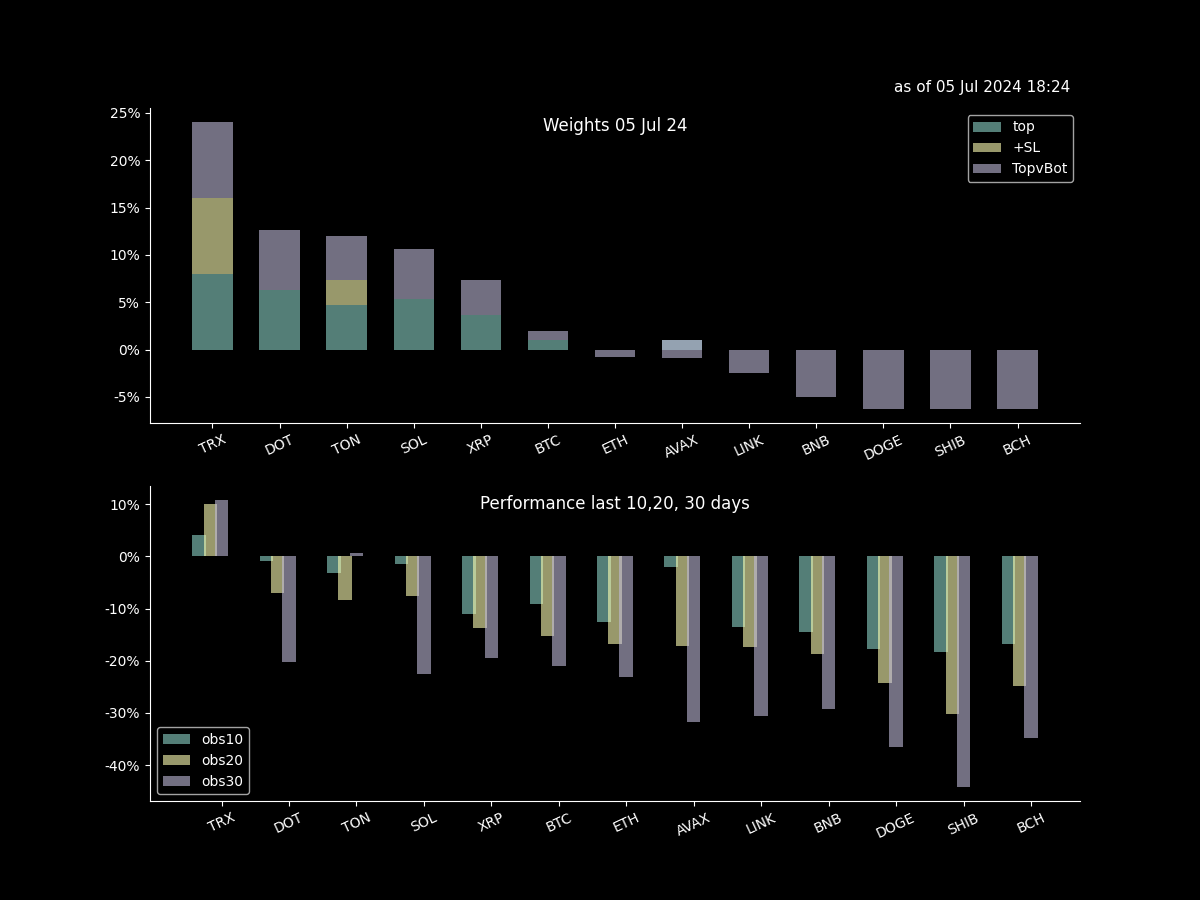 as of 05 Jul 2024 18:24
Weights 05 Jul 24
top
+SL
TopvBot
25%
20%
15%
10%
5%
0%
-5%
TRX DOT TON SOL XRP BTC ETH AVAX LINK BNB DOGE SHIB BCH
Performance last 10,20, 30 days
10%
0%
-10%
-20%
-30%
-40%
obs10
obs20
obs30
TRX DOT TON SOL XRP BTC ETH AVAX LINK BNB DOGE SHIB BCH